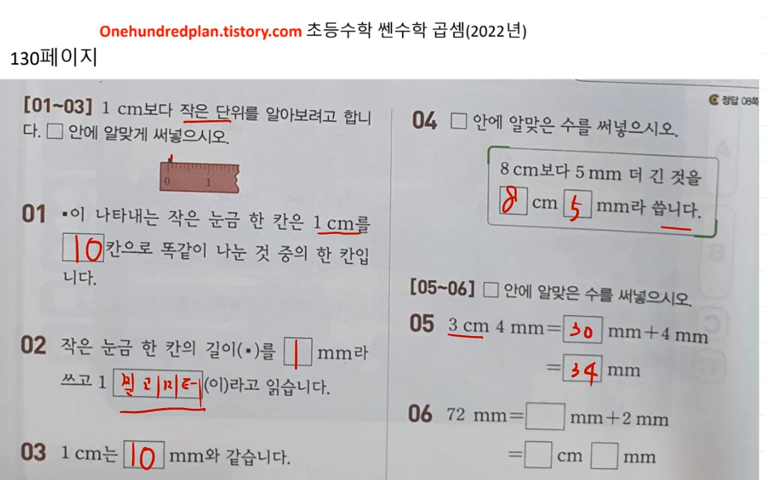 Onehundredplan.tistory.com 초등수학 쎈수학 곱셈(2022년)
130페이지
정답 08쪽
[01~03] 1 cm보다 작은 단위를 알아보려고 합니
다. □ 안에 알맞게 써넣으시오.
0 1
01 ▪이 나타내는 작은 눈금 한 칸은 1 cm를
10 칸으로 똑같이 나눈 것 중의 한 칸입
니다.
02 작은 눈금 한 칸의 길이(▪)를 1 mm라
쓰고 1 밀리미터 (이)라고 읽습니다.
03 1 cm는 10 mm와 같습니다.
04 □ 안에 알맞은 수를 써넣으시오.
8 cm보다 5 mm 더 긴 것을
8 cm 5 mm라 씁니다.
[05~06] □ 안에 알맞은 수를 써넣으시오.
05 3 cm 4 mm= 30 mm+4 mm
= 34 mm
06 72 mm=□ mm+2 mm
=□ cm □ mm